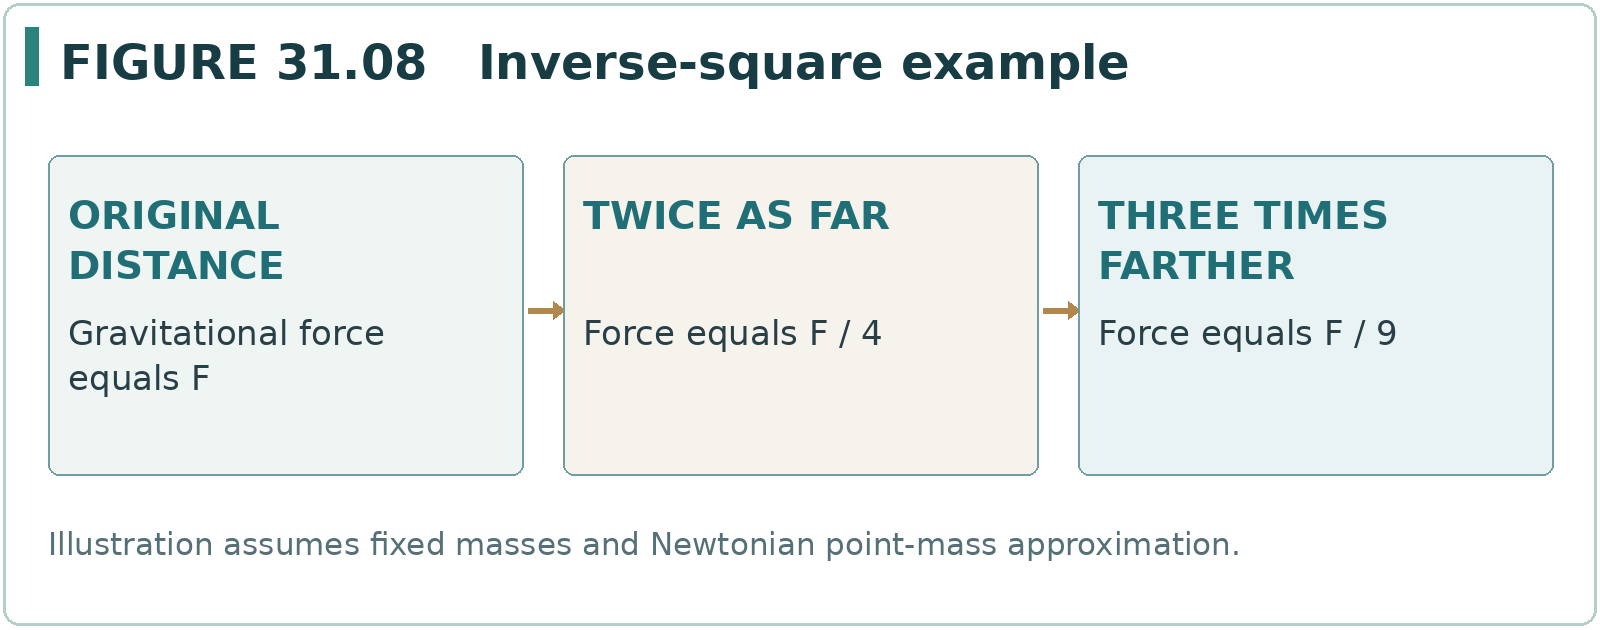 FIGURE 31.08 Inverse-square example
ORIGINAL
DISTANCE
Gravitational force
equals F
TWICE AS FAR
Force equals F / 4
THREE TIMES
FARTHER
Force equals F / 9
Illustration assumes fixed masses and Newtonian point-mass approximation.